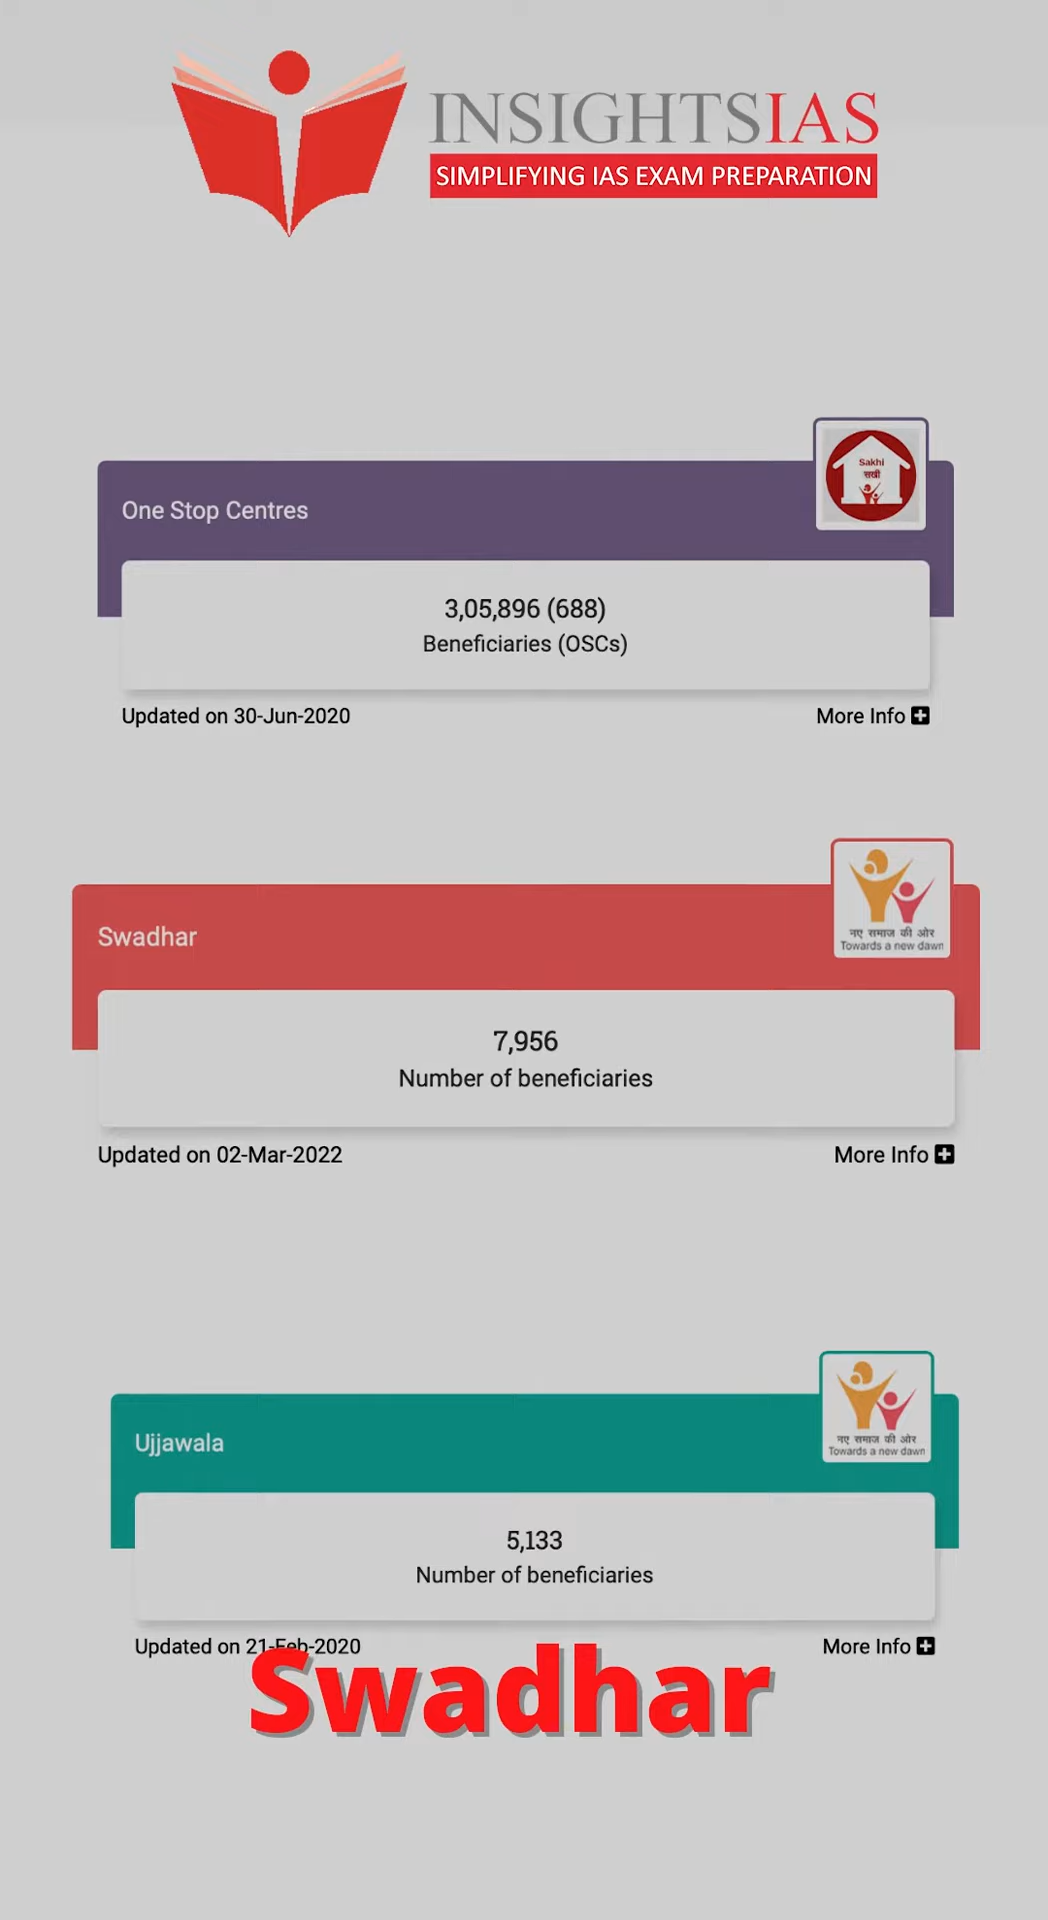 INSIGHTSIAS
SIMPLIFYING IAS EXAM PREPARATION
Sakhi
सखी
One Stop Centres
3,05,896 (688)
Beneficiaries (OSCs)
Updated on 30-Jun-2020
More Info
नए समाज की ओर
Towards a new dawn
Swadhar
7,956
Number of beneficiaries
Updated on 02-Mar-2022
More Info
नए समाज की ओर
Towards a new dawn
Ujjawala
5,133
Number of beneficiaries
Updated on 21-Feb-2020
More Info
Swadhar